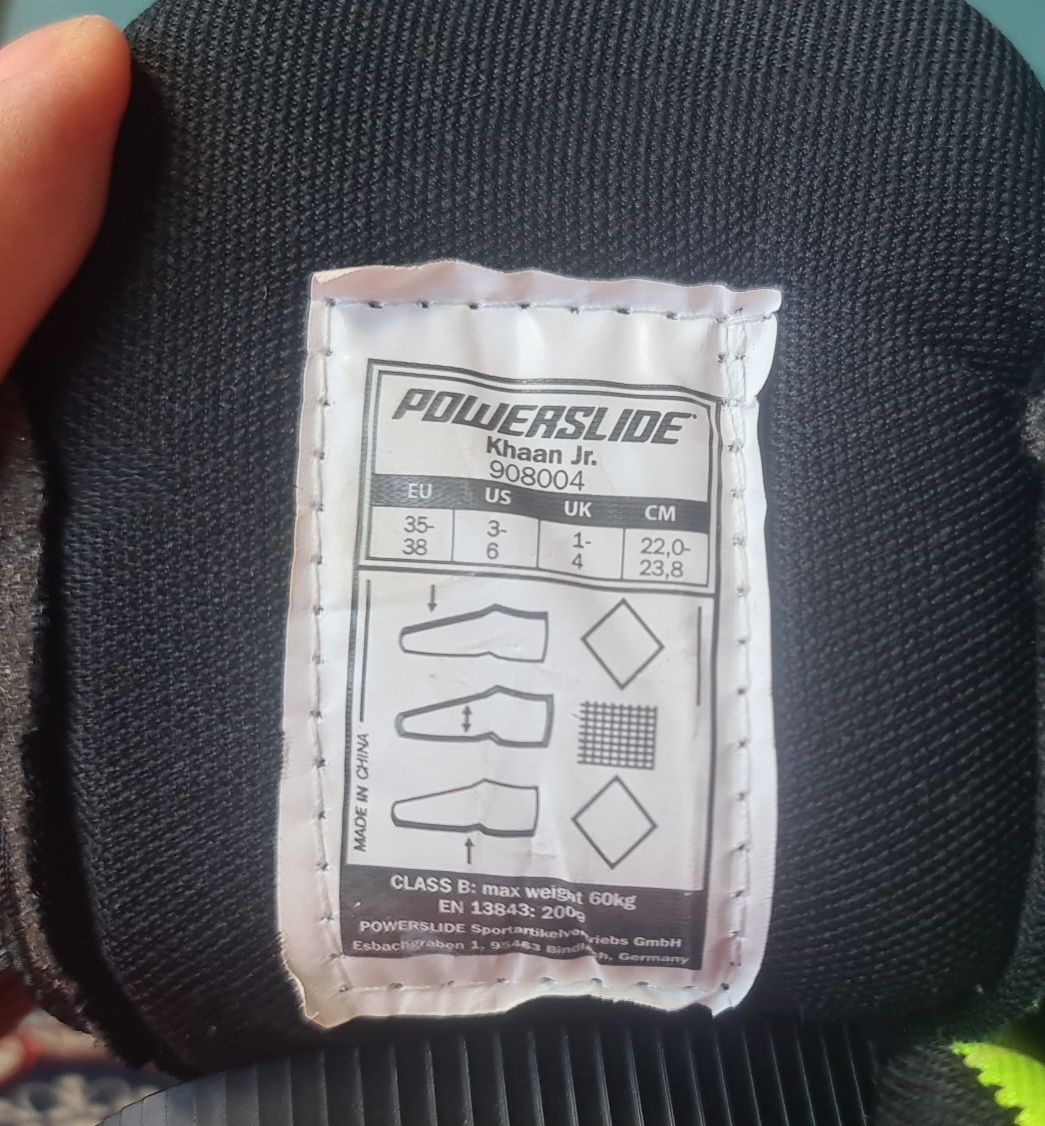 POWERSLIDE
Khaan Jr.
908004
EU US UK CM
35-38 3-6 1-4 22,0-23,8
MADE IN CHINA
CLASS B: max weight 60kg
EN 13843: 2009
POWERSLIDE Sportartikelvertriebs GmbH
Esbachgraben 1, 95463 Bindlach, Germany